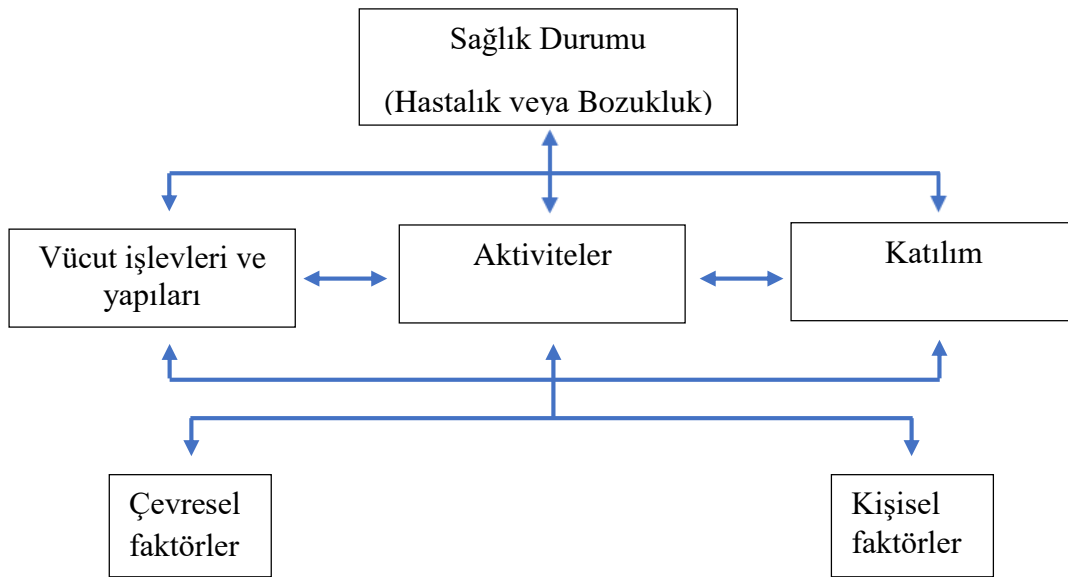 Sağlık Durumu
(Hastalık veya Bozukluk)
Vücut işlevleri ve
yapıları
Aktiviteler
Katılım
Çevresel
faktörler
Kişisel
faktörler